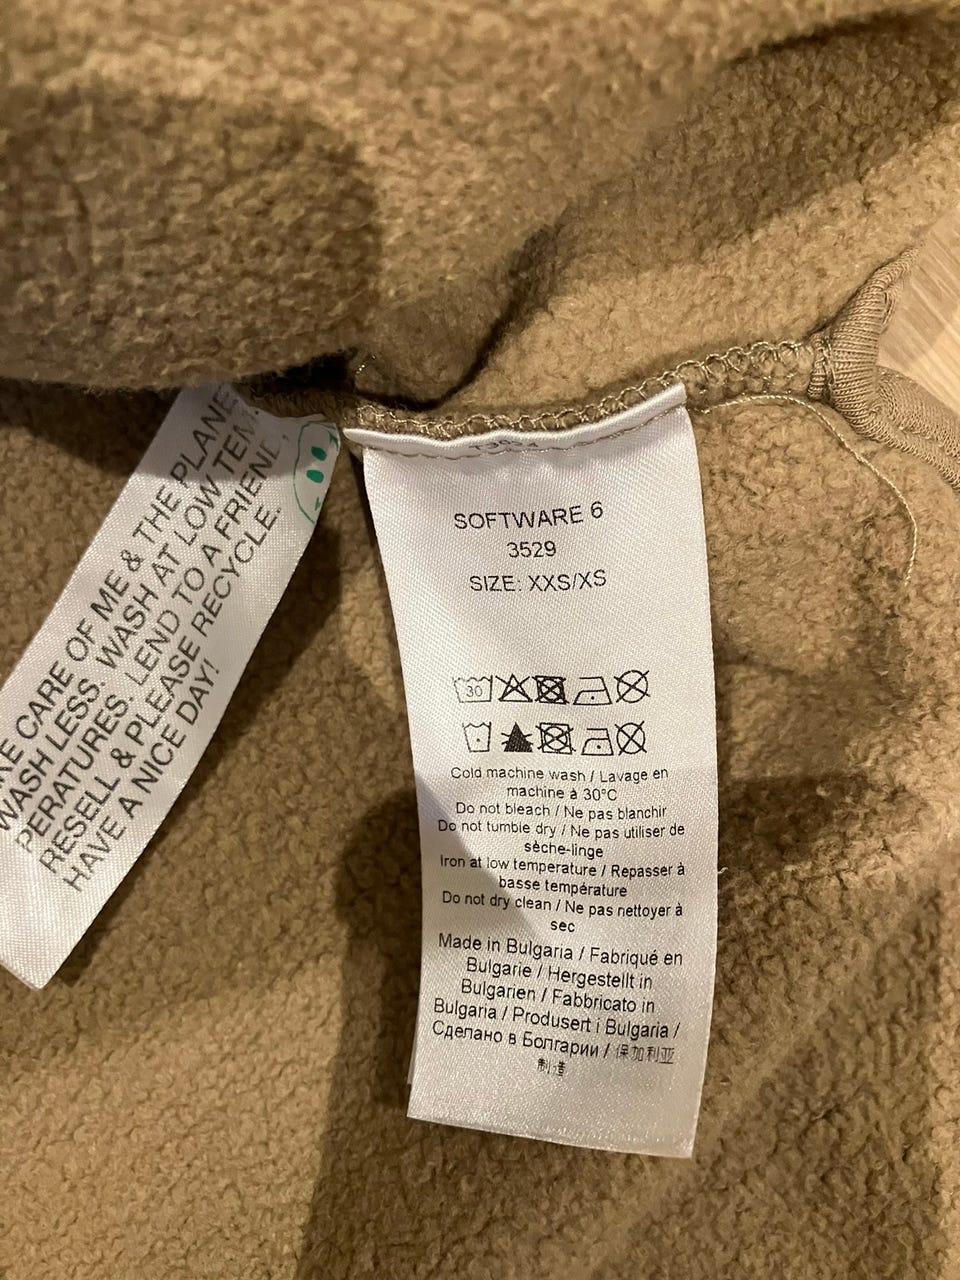 KE CARE OF ME & THE PLANE
WASH LESS. WASH AT LOW TEM
PERATURES. LEND TO A FRIEND,
RESELL & PLEASE RECYCLE.
HAVE A NICE DAY!
SOFTWARE 6
3529
SIZE: XXS/XS
30
Cold machine wash / Lavage en
machine à 30°C
Do not bleach / Ne pas blanchir
Do not tumble dry / Ne pas utiliser de
sèche-linge
Iron at low temperature / Repasser à
basse température
Do not dry clean / Ne pas nettoyer à
sec
Made in Bulgaria / Fabriqué en
Bulgarie / Hergestellt in
Bulgarien / Fabbricato in
Bulgaria / Produsert i Bulgaria /
Сделано в Болгарии / 保加利亚
制造